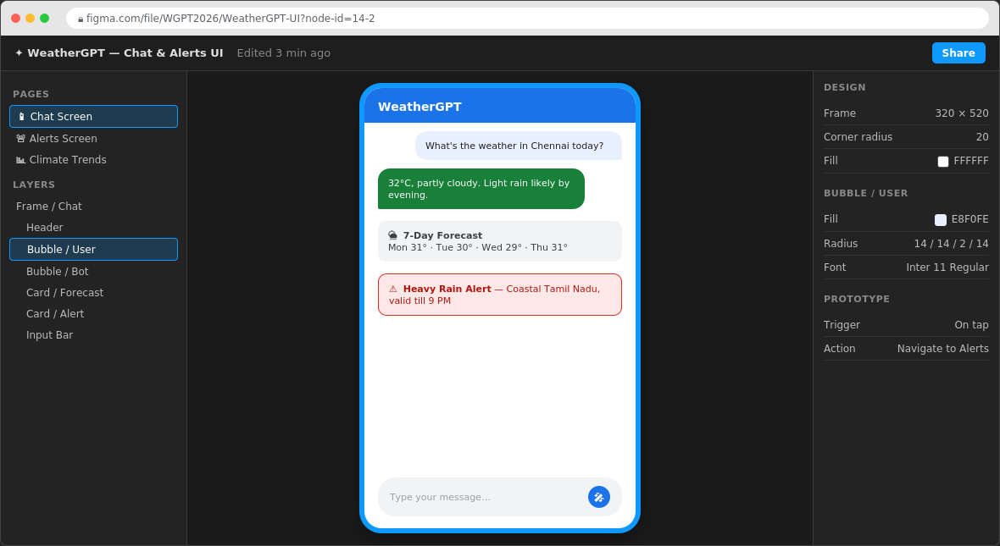 figma.com/file/WGPT2026/WeatherGPT-UI?node-id=14-2
✦ WeatherGPT — Chat & Alerts UI Edited 3 min ago
Share
PAGES
Chat Screen
Alerts Screen
Climate Trends
LAYERS
Frame / Chat
Header
Bubble / User
Bubble / Bot
Card / Forecast
Card / Alert
Input Bar
WeatherGPT
What's the weather in Chennai today?
32°C, partly cloudy. Light rain likely by
evening.
7-Day Forecast
Mon 31° · Tue 30° · Wed 29° · Thu 31°
⚠ Heavy Rain Alert — Coastal Tamil Nadu,
valid till 9 PM
Type your message...
DESIGN
Frame 320 × 520
Corner radius 20
Fill FFFFFF
BUBBLE / USER
Fill E8F0FE
Radius 14 / 14 / 2 / 14
Font Inter 11 Regular
PROTOTYPE
Trigger On tap
Action Navigate to Alerts